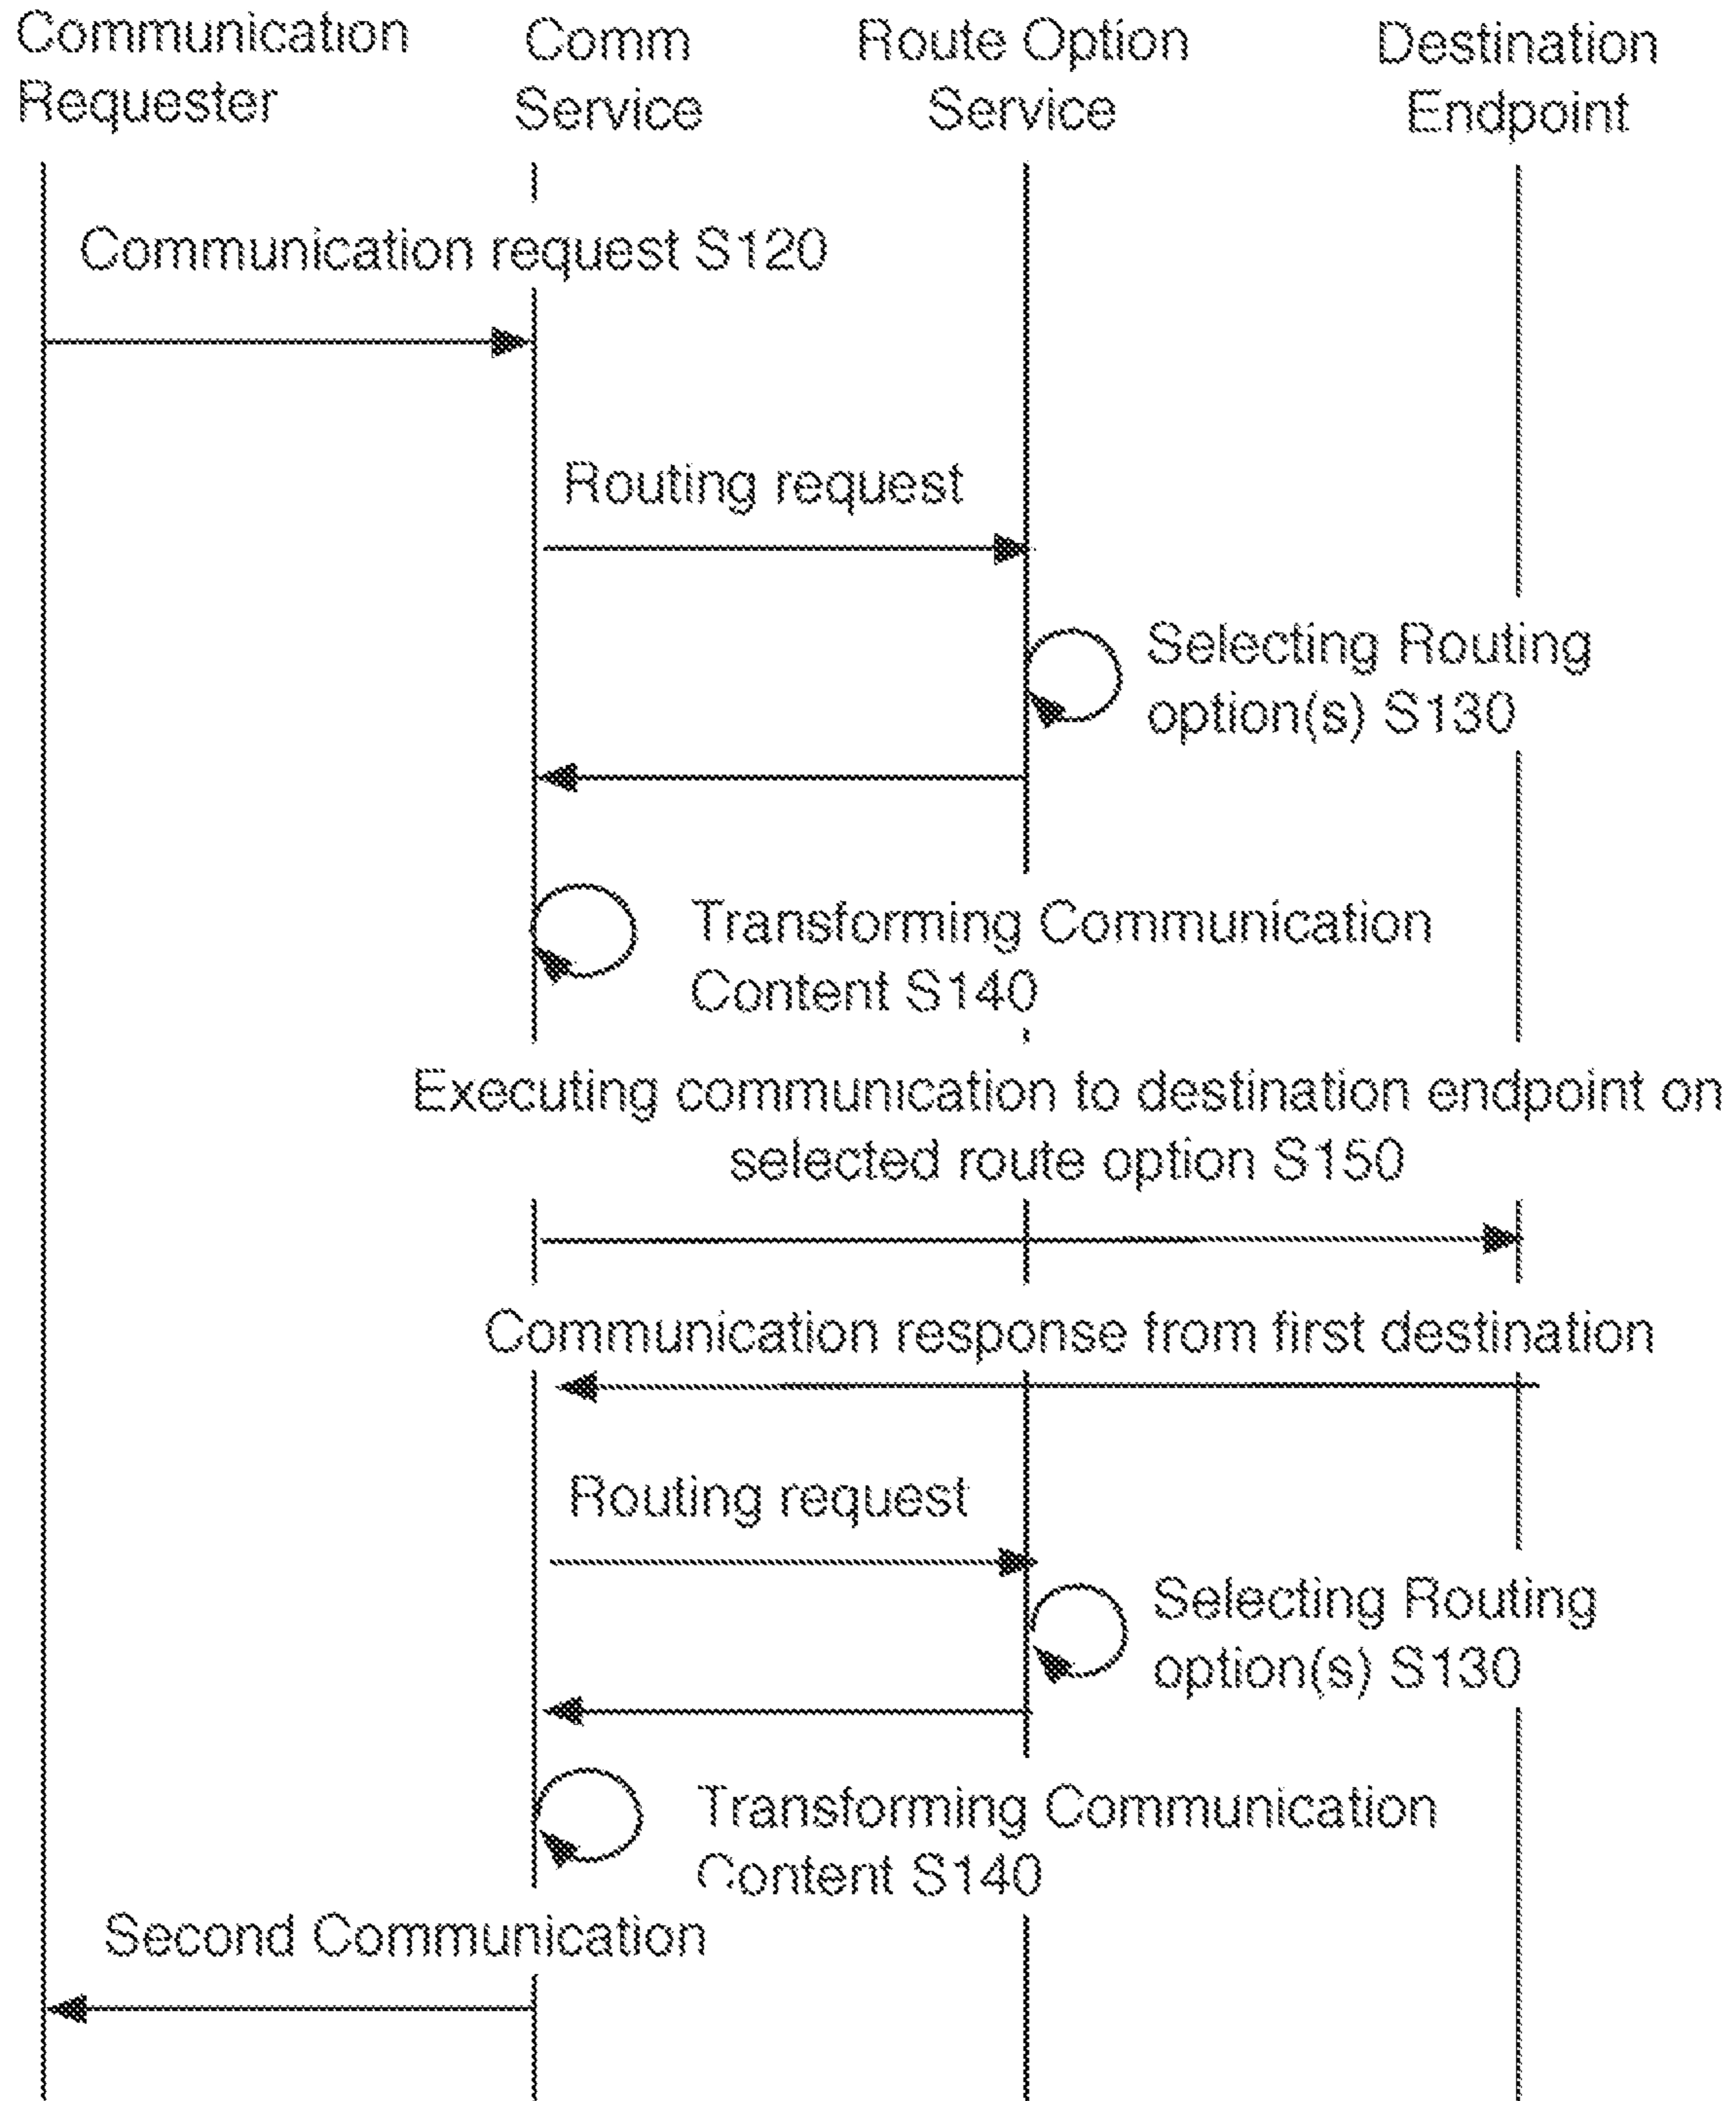 Communication
Requester
Comm
Service
Route Option
Service
Destination
Endpoint
Communication request S120
Routing request
Selecting Routing
option(s) S130
Transforming Communication
Content S140
Executing communication to destination endpoint on
selected route option S150
Communication response from first destination
Routing request
Selecting Routing
option(s) S130
Transforming Communication
Content S140
Second Communication